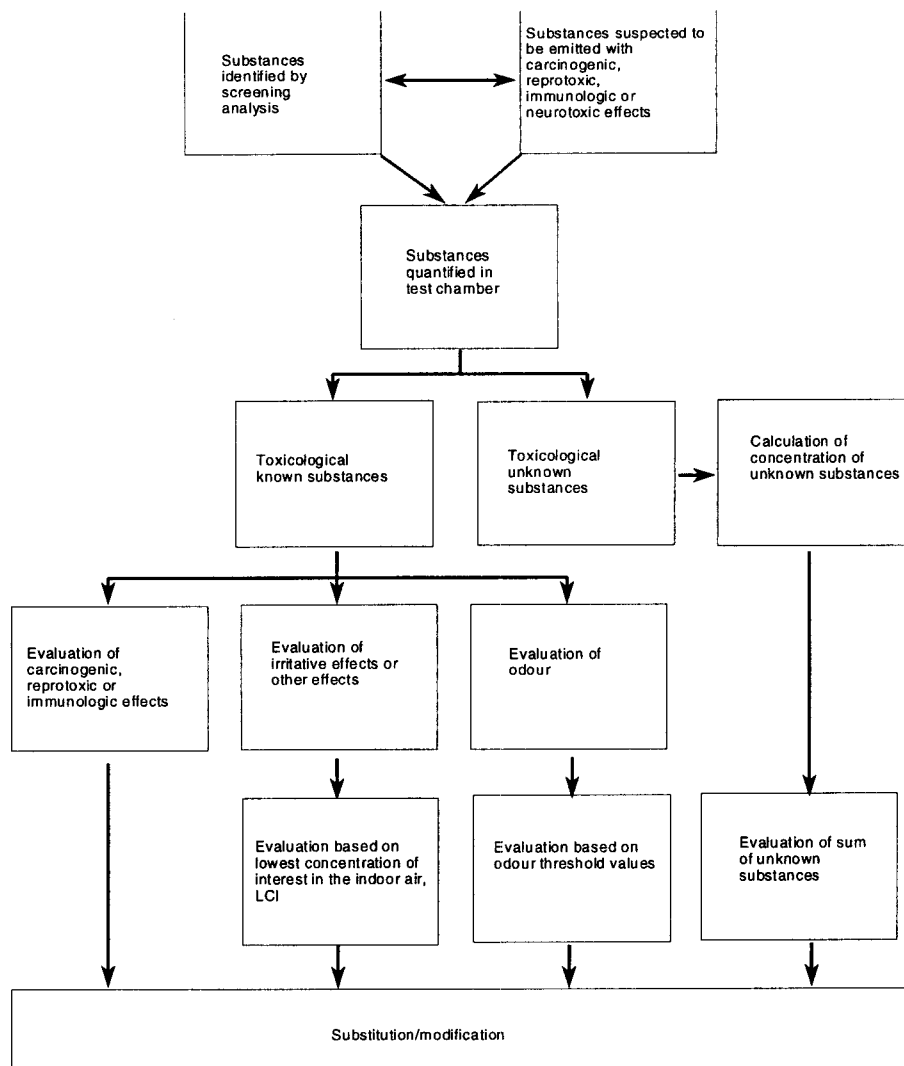 Substances
identified by
screening
analysis
Substances suspected to
be emitted with
carcinogenic,
reprotoxic,
immunologic or
neurotoxic effects
Substances
quantified in
test chamber
Toxicological
known substances
Toxicological
unknown
substances
Calculation of
concentration of
unknown substances
Evaluation of
carcinogenic,
reprotoxic or
immunologic effects
Evaluation of
irritative effects or
other effects
Evaluation of
odour
Evaluation based on
lowest concentration of
interest in the indoor air,
LCI
Evaluation based on
odour threshold values
Evaluation of sum
of unknown
substances
Substitution/modification